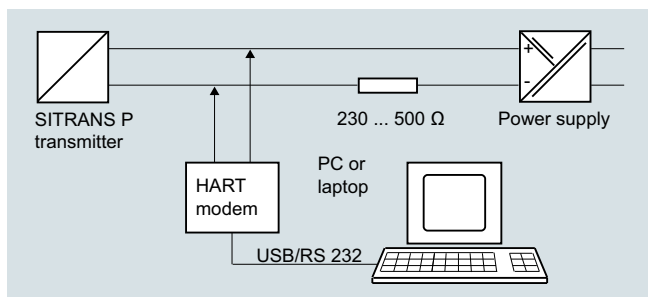 +
-
SITRANS P
transmitter
230 ... 500 Ω
Power supply
HART
modem
PC or
laptop
USB/RS 232